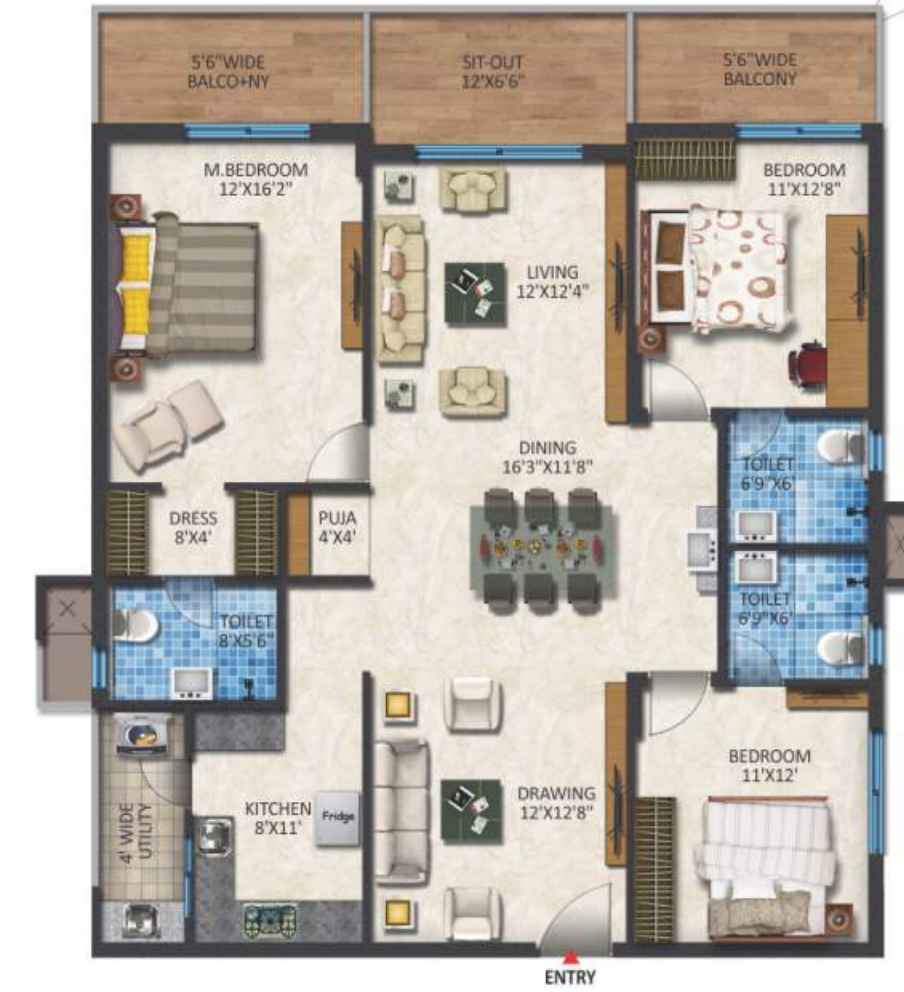 5'6"WIDE
BALCO+NY
SIT-OUT
12'X6'6"
5'6"WIDE
BALCONY
M.BEDROOM
12'X16'2"
BEDROOM
11'X12'8"
LIVING
12'X12'4"
DINING
16'3"X11'8"
TOILET
6'9"X6'
DRESS
8'X4'
PUJA
4'X4'
TOILET
6'9"X6'
TOILET
8'X5'6"
BEDROOM
11'X12'
4' WIDE
UTILITY
KITCHEN
8'X11'
Fridge
DRAWING
12'X12'8"
ENTRY